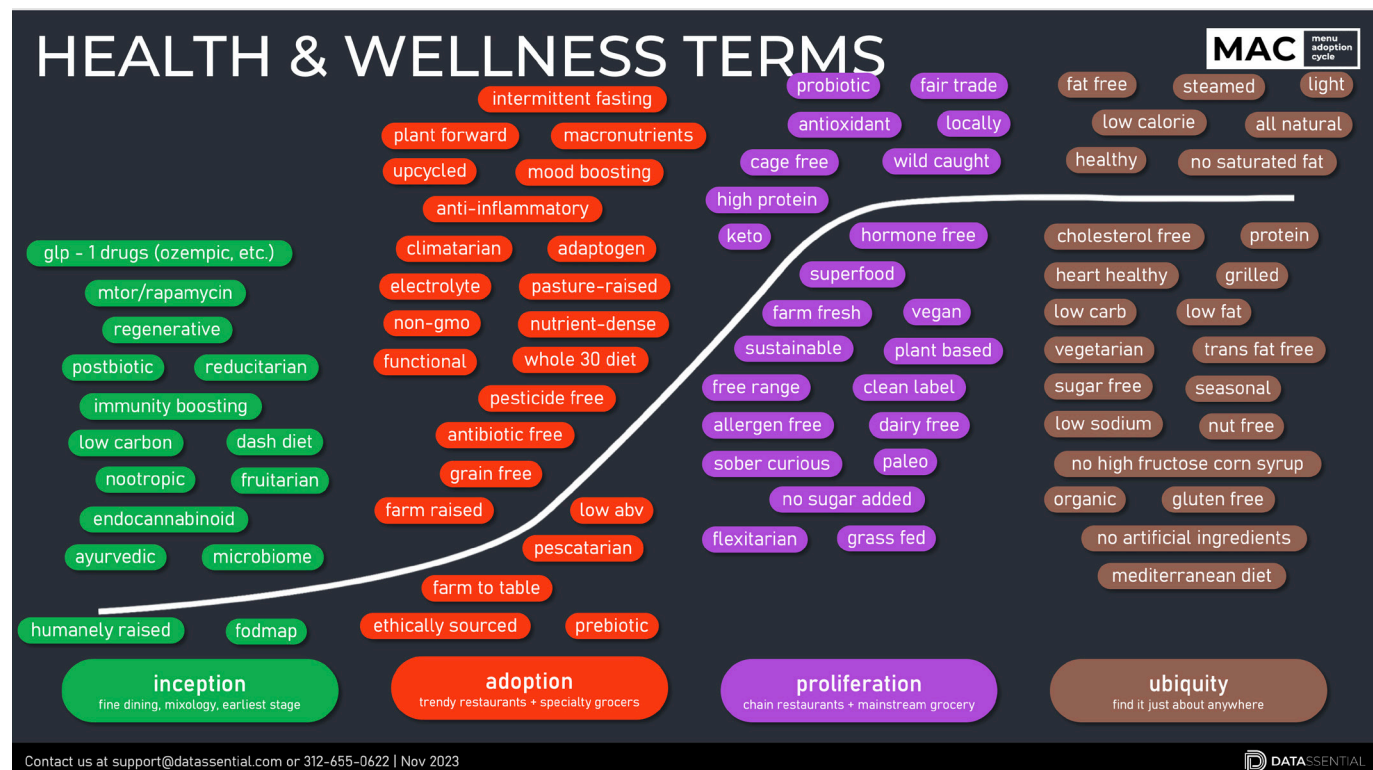 HEALTH & WELLNESS TERMS
MAC menu adoption cycle
glp - 1 drugs (ozempic, etc.)
mtor/rapamycin
regenerative
postbiotic reducitarian
immunity boosting
low carbon dash diet
nootropic fruitarian
endocannabinoid
ayurvedic microbiome
humanely raised fodmap
inception
fine dining, mixology, earliest stage
intermittent fasting
plant forward macronutrients
upcycled mood boosting
anti-inflammatory
climatarian adaptogen
electrolyte pasture-raised
non-gmo nutrient-dense
functional whole 30 diet
pesticide free
antibiotic free
grain free
farm raised low abv
pescatarian
farm to table
ethically sourced prebiotic
adoption
trendy restaurants + specialty grocers
probiotic fair trade
antioxidant locally
cage free wild caught
high protein
keto hormone free
superfood
farm fresh vegan
sustainable plant based
free range clean label
allergen free dairy free
sober curious paleo
no sugar added
flexitarian grass fed
proliferation
chain restaurants + mainstream grocery
fat free steamed light
low calorie all natural
healthy no saturated fat
cholesterol free protein
heart healthy grilled
low carb low fat
vegetarian trans fat free
sugar free seasonal
low sodium nut free
no high fructose corn syrup
organic gluten free
no artificial ingredients
mediterranean diet
ubiquity
find it just about anywhere
Contact us at support@datassential.com or 312-655-0622 | Nov 2023
DATASSENTIAL